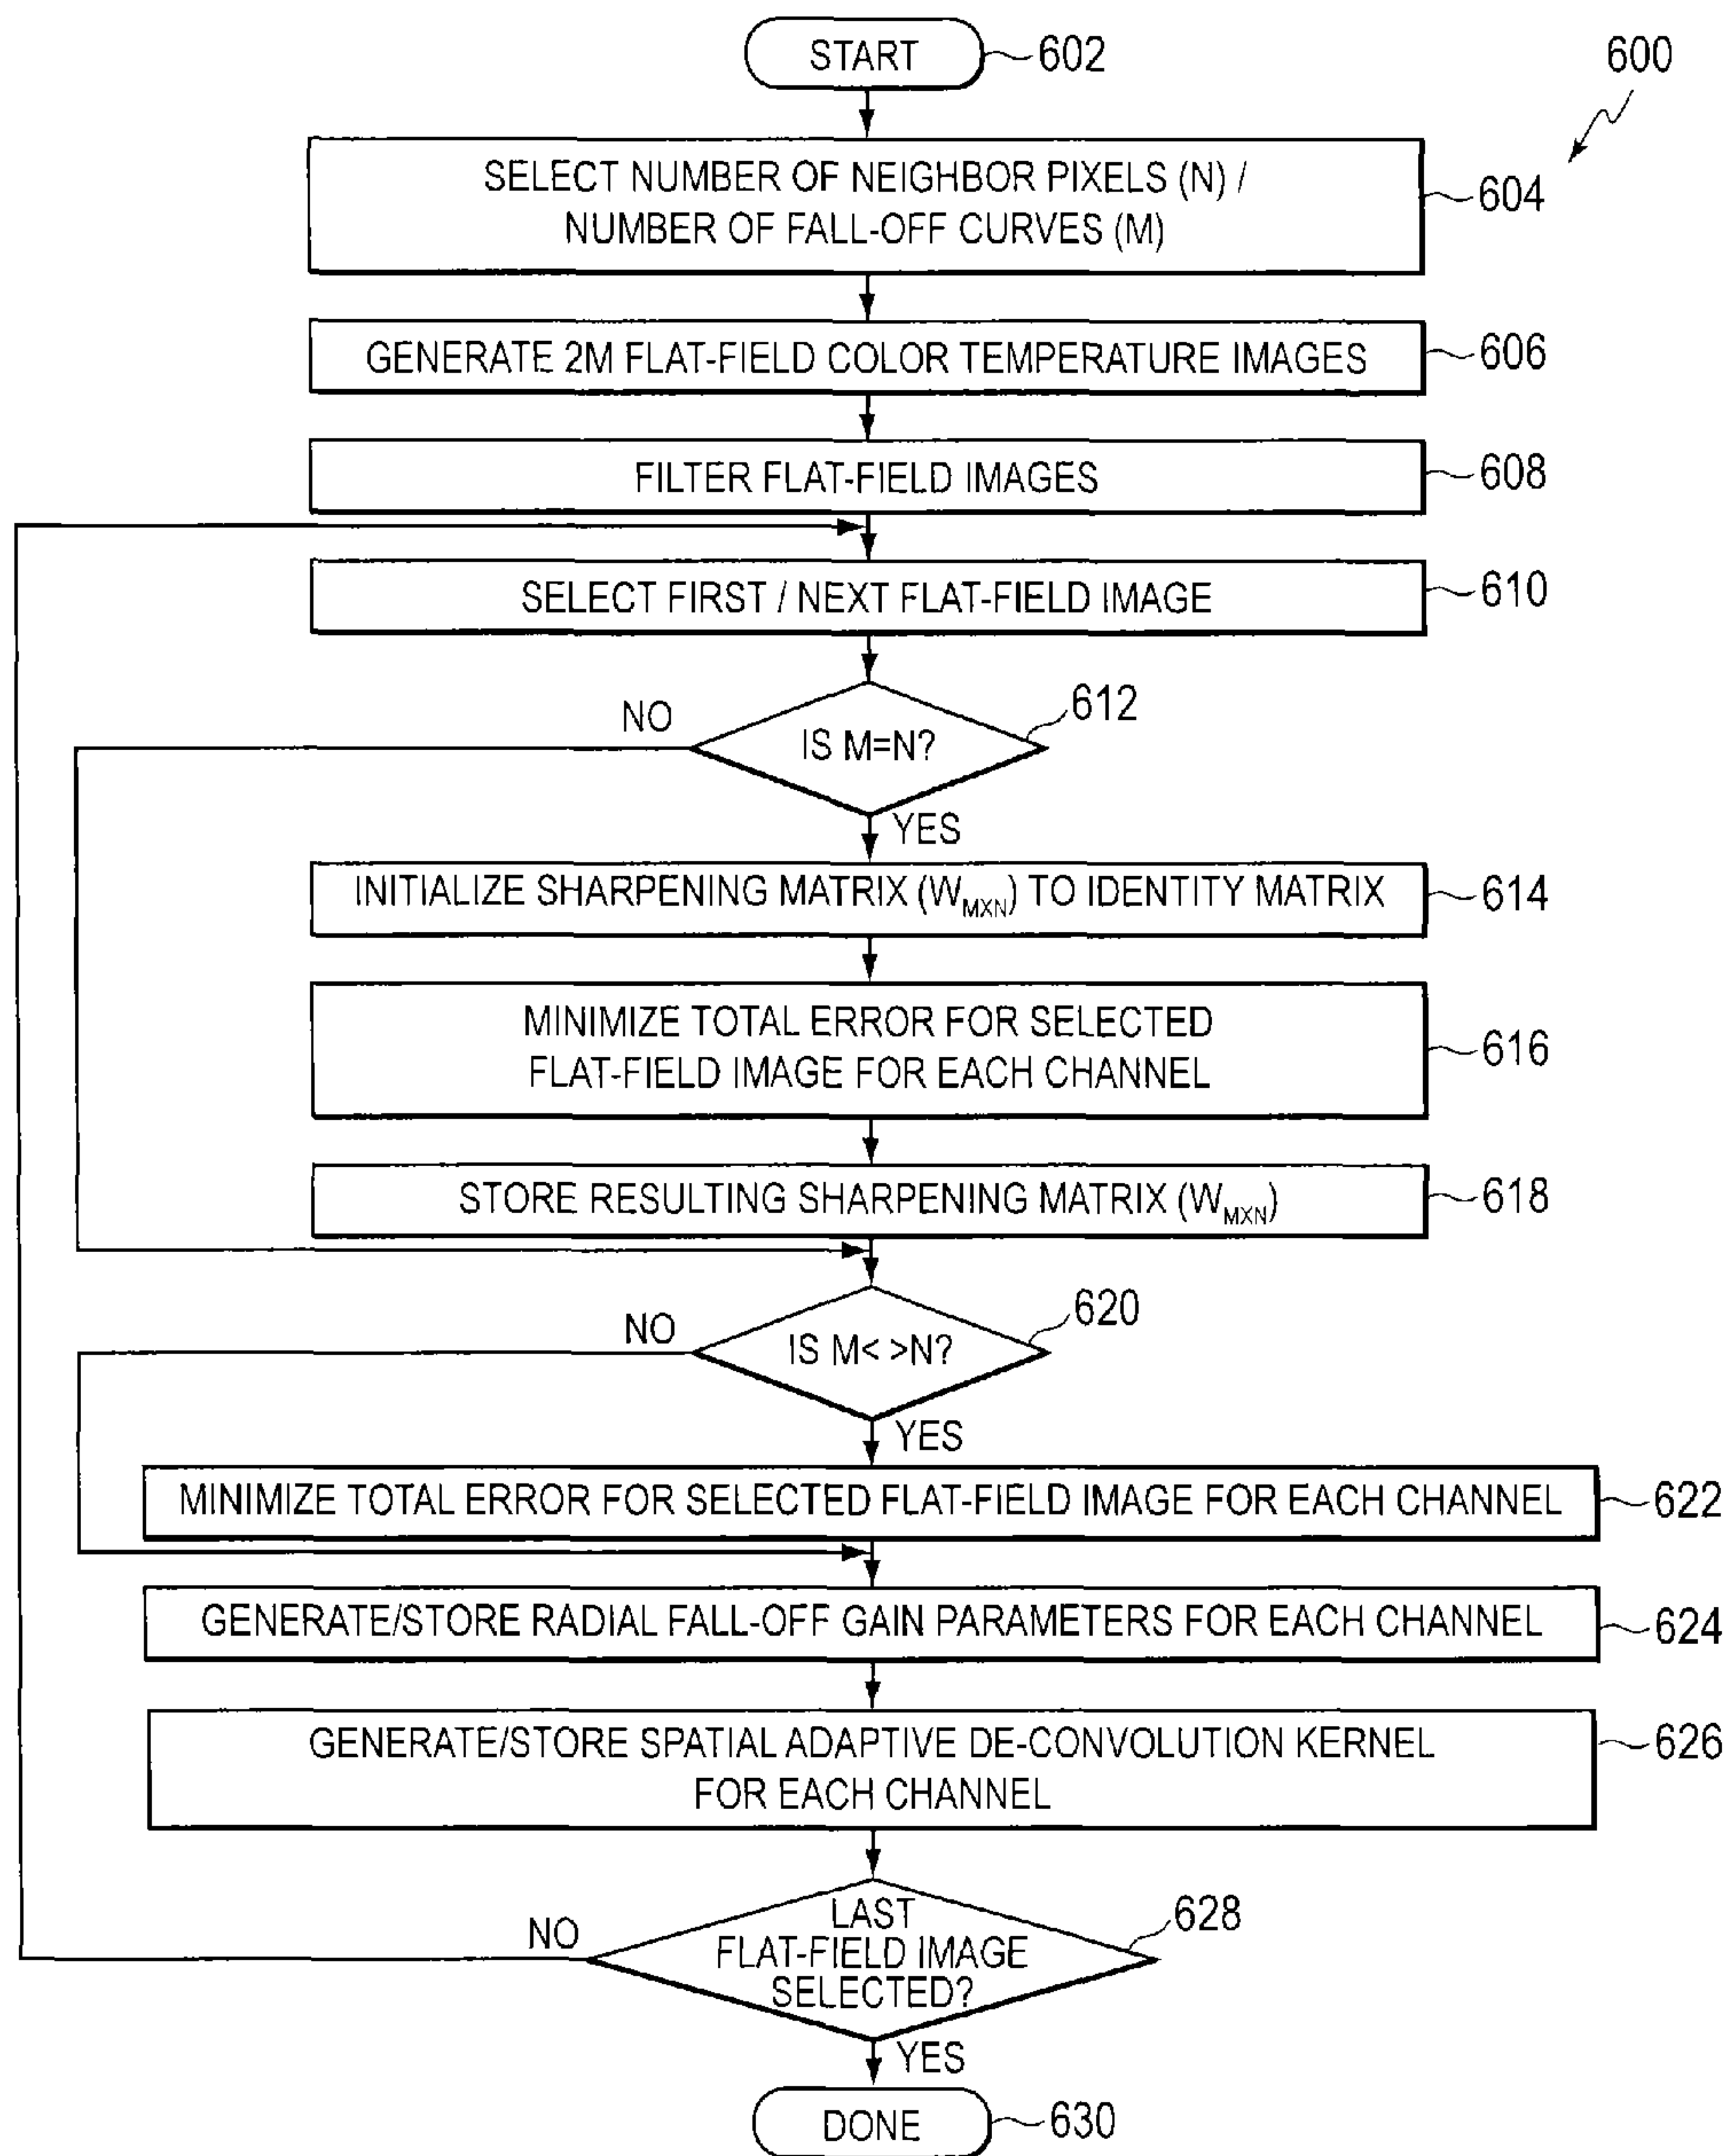 START
602
600
SELECT NUMBER OF NEIGHBOR PIXELS (N) /
NUMBER OF FALL-OFF CURVES (M)
604
GENERATE 2M FLAT-FIELD COLOR TEMPERATURE IMAGES
606
FILTER FLAT-FIELD IMAGES
608
SELECT FIRST / NEXT FLAT-FIELD IMAGE
610
NO
IS M=N?
612
YES
INITIALIZE SHARPENING MATRIX (W_MXN) TO IDENTITY MATRIX
614
MINIMIZE TOTAL ERROR FOR SELECTED
FLAT-FIELD IMAGE FOR EACH CHANNEL
616
STORE RESULTING SHARPENING MATRIX (W_MXN)
618
NO
IS M< >N?
620
YES
MINIMIZE TOTAL ERROR FOR SELECTED FLAT-FIELD IMAGE FOR EACH CHANNEL
622
GENERATE/STORE RADIAL FALL-OFF GAIN PARAMETERS FOR EACH CHANNEL
624
GENERATE/STORE SPATIAL ADAPTIVE DE-CONVOLUTION KERNEL
FOR EACH CHANNEL
626
NO
LAST
FLAT-FIELD IMAGE
SELECTED?
628
YES
DONE
630